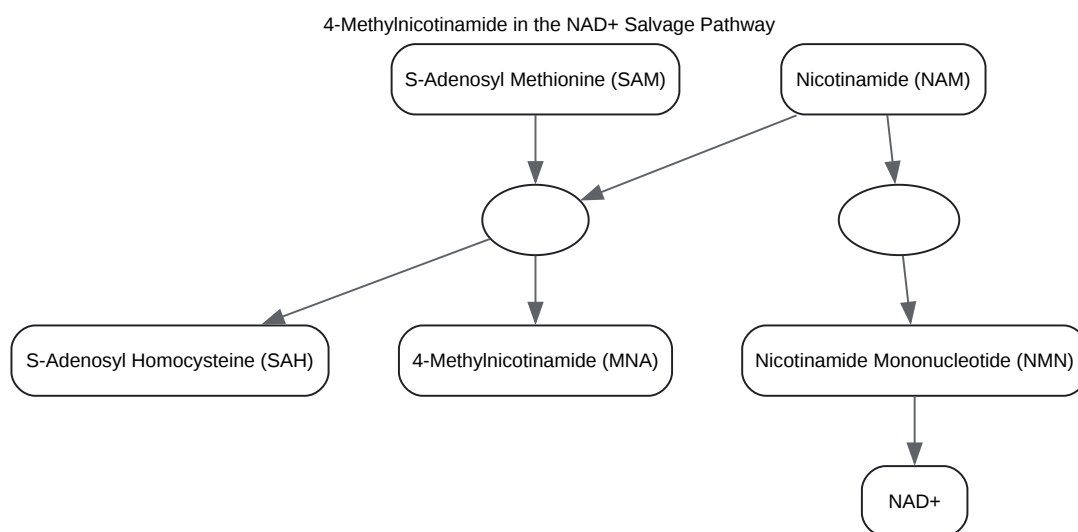 4-Methylnicotinamide in the NAD+ Salvage Pathway
S-Adenosyl Methionine (SAM)
Nicotinamide (NAM)
S-Adenosyl Homocysteine (SAH)
4-Methylnicotinamide (MNA)
Nicotinamide Mononucleotide (NMN)
NAD+